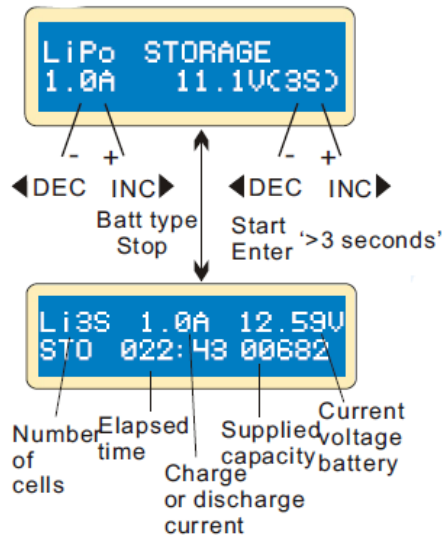 LiPo STORAGE
1.0A 11.1V(3S)
- + - +
◀DEC INC▶ ◀DEC INC▶
Batt type
Stop
Start
Enter '>3 seconds'
Li3S 1.0A 12.59V
STO 022:43 00682
Number
of
cells
Elapsed
time
Charge
or discharge
current
Supplied
capacity
Current
voltage
battery